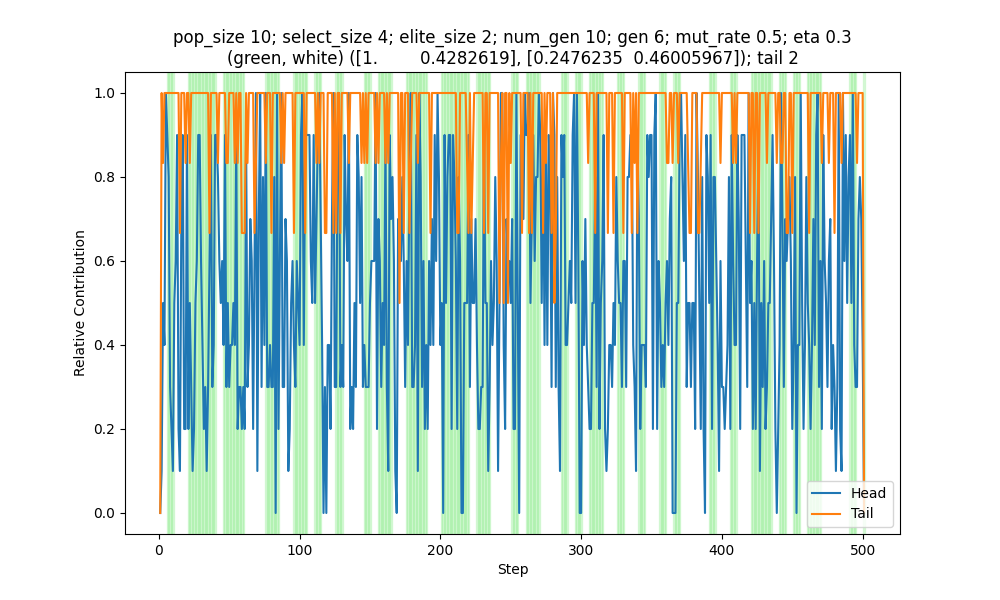 pop_size 10; select_size 4; elite_size 2; num_gen 10; gen 6; mut_rate 0.5; eta 0.3
(green, white) ([1.        0.4282619], [0.2476235  0.46005967]); tail 2
Relative Contribution
1.0
0.8
0.6
0.4
0.2
0.0
Head
Tail
0 100 200 300 400 500
Step